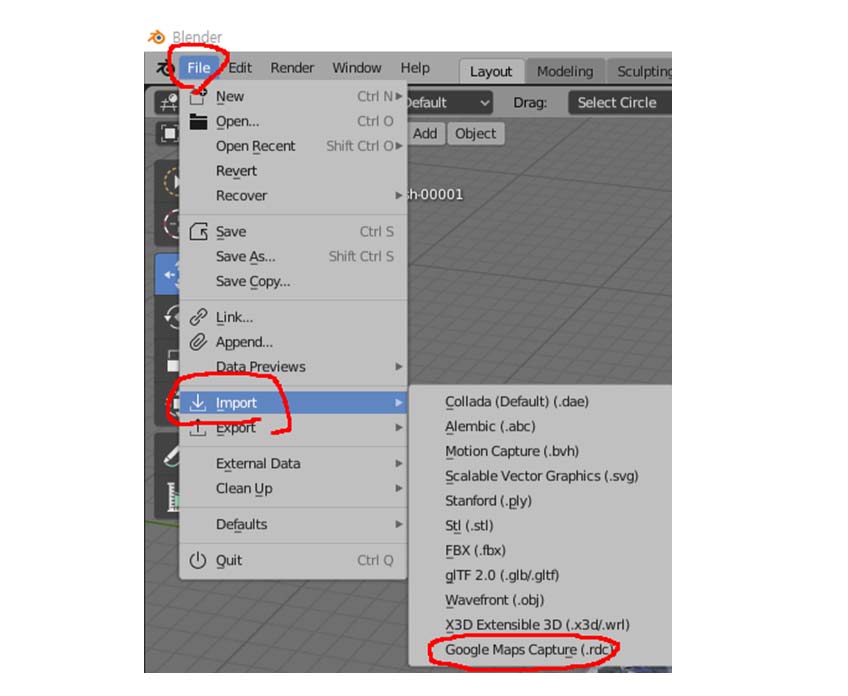 Blender
File Edit Render Window Help Layout Modeling Sculpting
New Ctrl N Default Drag: Select Circle
Open... Ctrl O
Add Object
Open Recent Shift Ctrl O
Revert
Recover sh-00001
Save Ctrl S
Save As... Shift Ctrl S
Save Copy...
Link...
Append...
Data Previews
Import
Collada (Default) (.dae)
Export
Alembic (.abc)
Motion Capture (.bvh)
External Data
Scalable Vector Graphics (.svg)
Clean Up
Stanford (.ply)
Defaults
Stl (.stl)
FBX (.fbx)
Quit Ctrl Q
glTF 2.0 (.glb/.gltf)
Wavefront (.obj)
X3D Extensible 3D (.x3d/.wrl)
Google Maps Capture (.rdc)